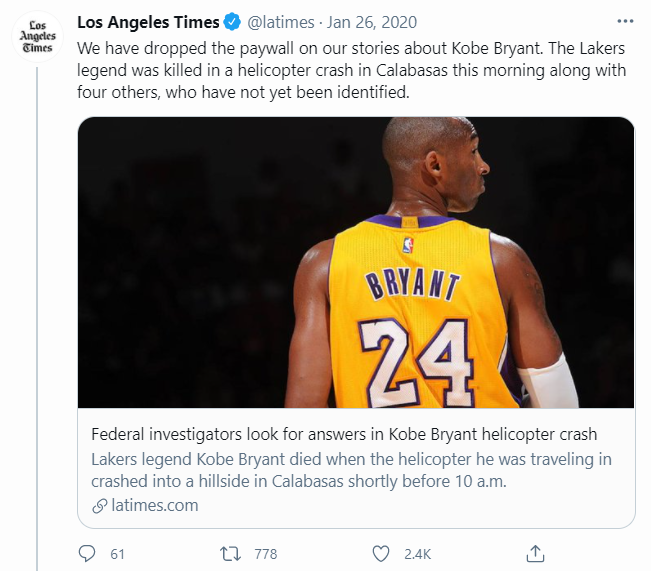 Los
Angeles
Times
Los Angeles Times @latimes · Jan 26, 2020
We have dropped the paywall on our stories about Kobe Bryant. The Lakers
legend was killed in a helicopter crash in Calabasas this morning along with
four others, who have not yet been identified.
BRYANT
24
Federal investigators look for answers in Kobe Bryant helicopter crash
Lakers legend Kobe Bryant died when the helicopter he was traveling in
crashed into a hillside in Calabasas shortly before 10 a.m.
latimes.com
61 778 2.4K